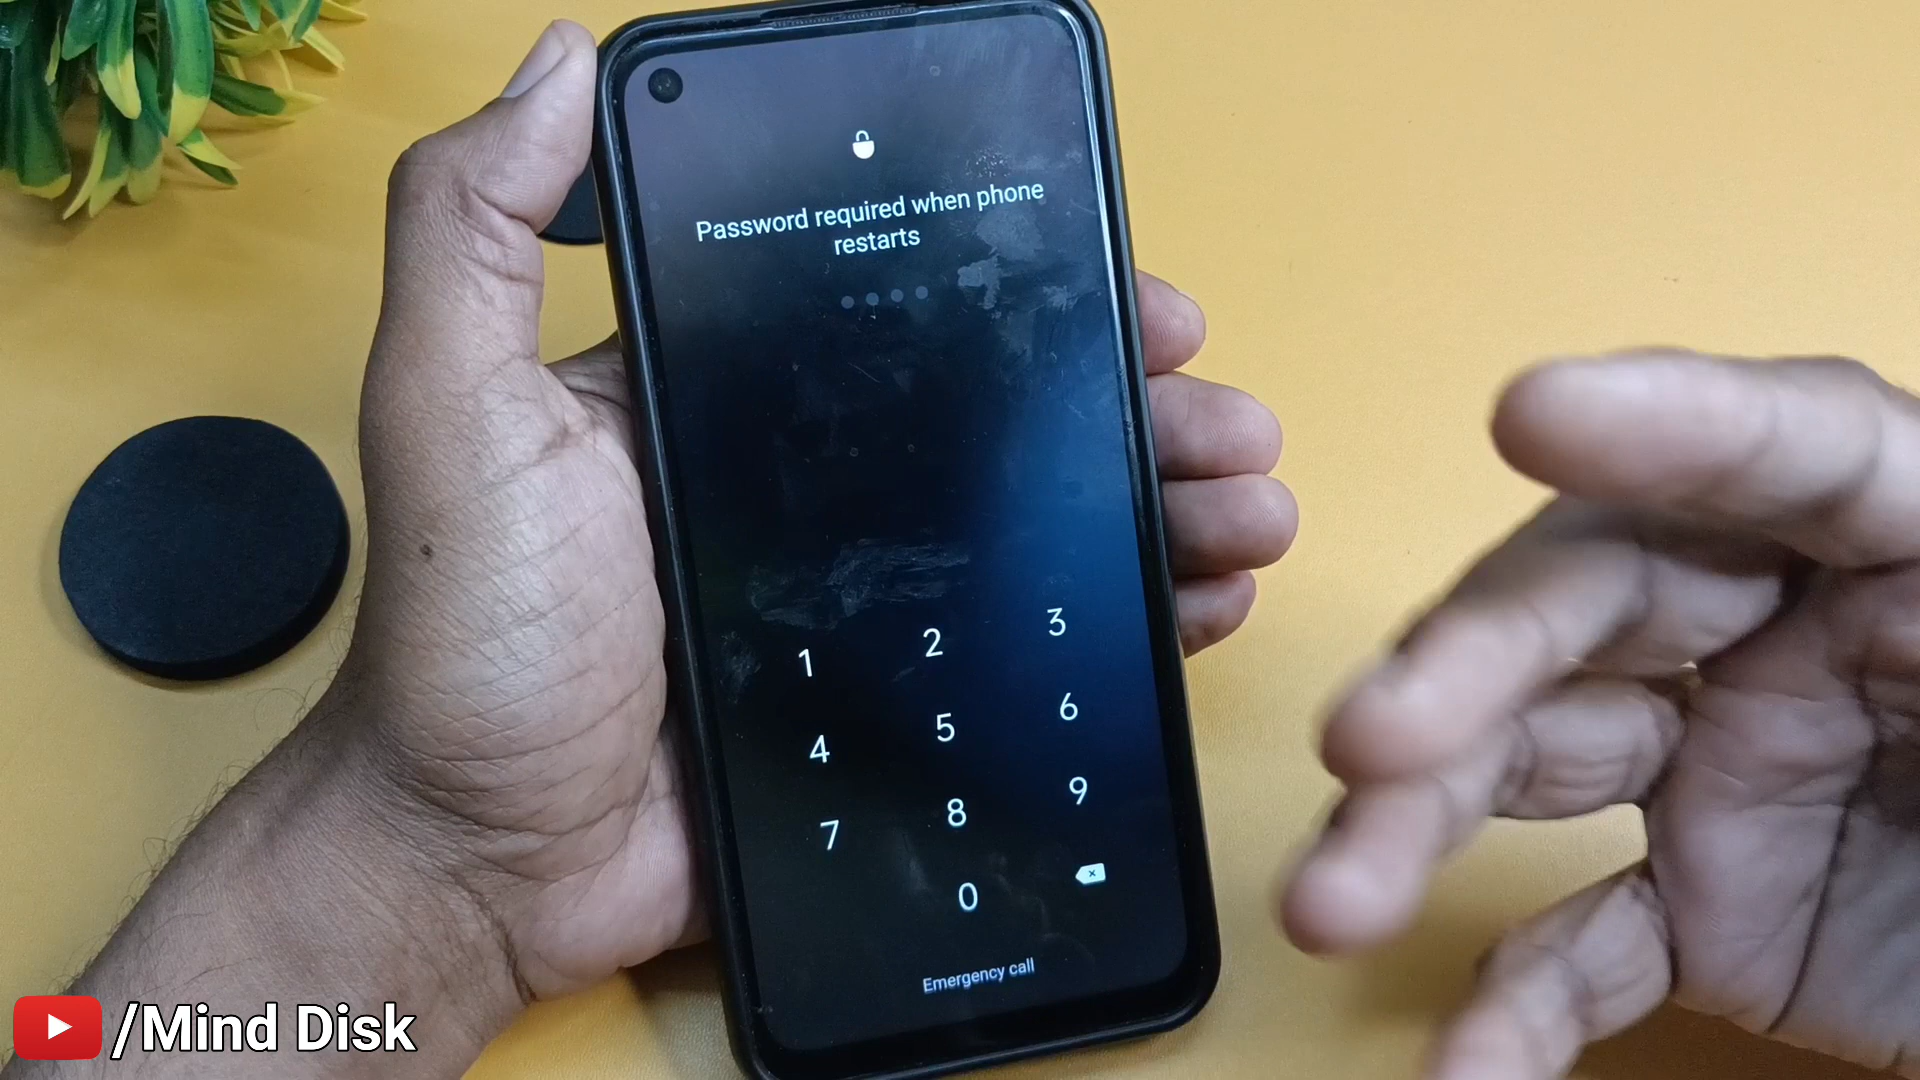 Password required when phone
restarts
1 2 3
4 5 6
7 8 9
0
Emergency call
/Mind Disk